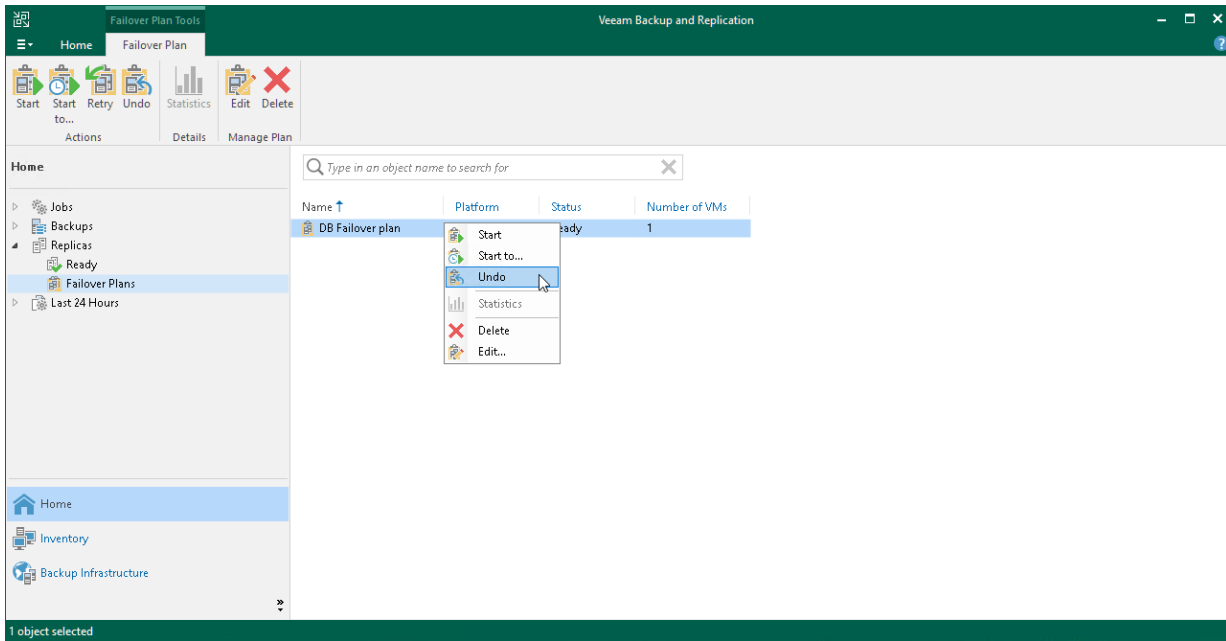 Failover Plan Tools
Veeam Backup and Replication
Home
Failover Plan
?
Start
Start to...
Retry
Undo
Statistics
Edit
Delete
Actions
Details
Manage Plan
Home
Type in an object name to search for
Jobs
Backups
Replicas
Ready
Failover Plans
Last 24 Hours
Name
Platform
Status
Number of VMs
DB Failover plan
eady
1
Start
Start to...
Undo
Statistics
Delete
Edit...
Home
Inventory
Backup Infrastructure
1 object selected